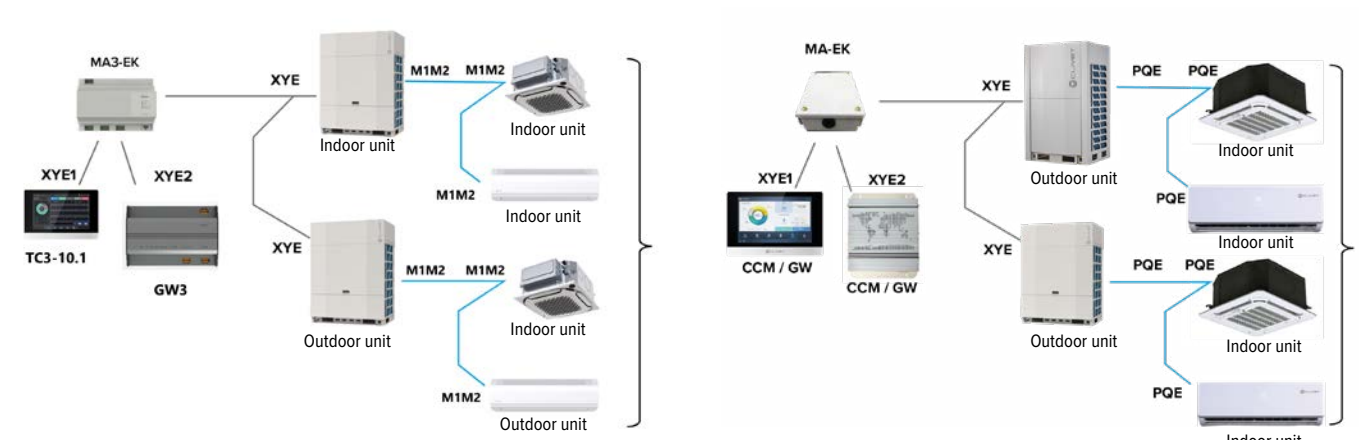 MA3-EK
XYE
M1M2
M1M2
Indoor unit
Indoor unit
XYE1
XYE2
M1M2
Indoor unit
TC3-10.1
GW3
XYE
M1M2
M1M2
Indoor unit
Outdoor unit
M1M2
Outdoor unit
MA-EK
XYE
PQE
PQE
CLIVET
Indoor unit
Outdoor unit
XYE1
XYE2
PQE
Indoor unit
CCM / GW
CCM / GW
XYE
PQE
PQE
Outdoor unit
Indoor unit
PQE
Indoor unit